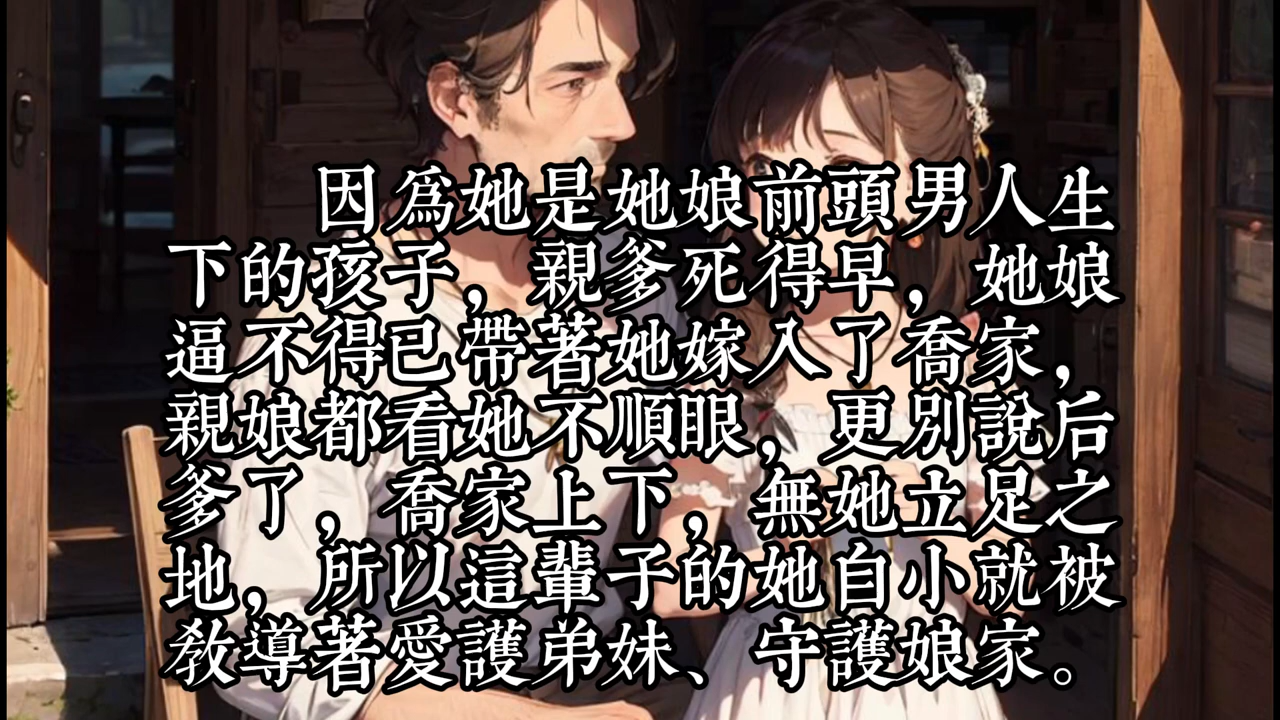 因爲她是她娘前頭男人生
下的孩子，親爹死得早，她娘
逼不得已帶著她嫁入了喬家，
親娘都看她不順眼，更別說后
爹了，喬家上下，無她立足之
地，所以這輩子的她自小就被
教導著愛護弟妹、守護娘家。